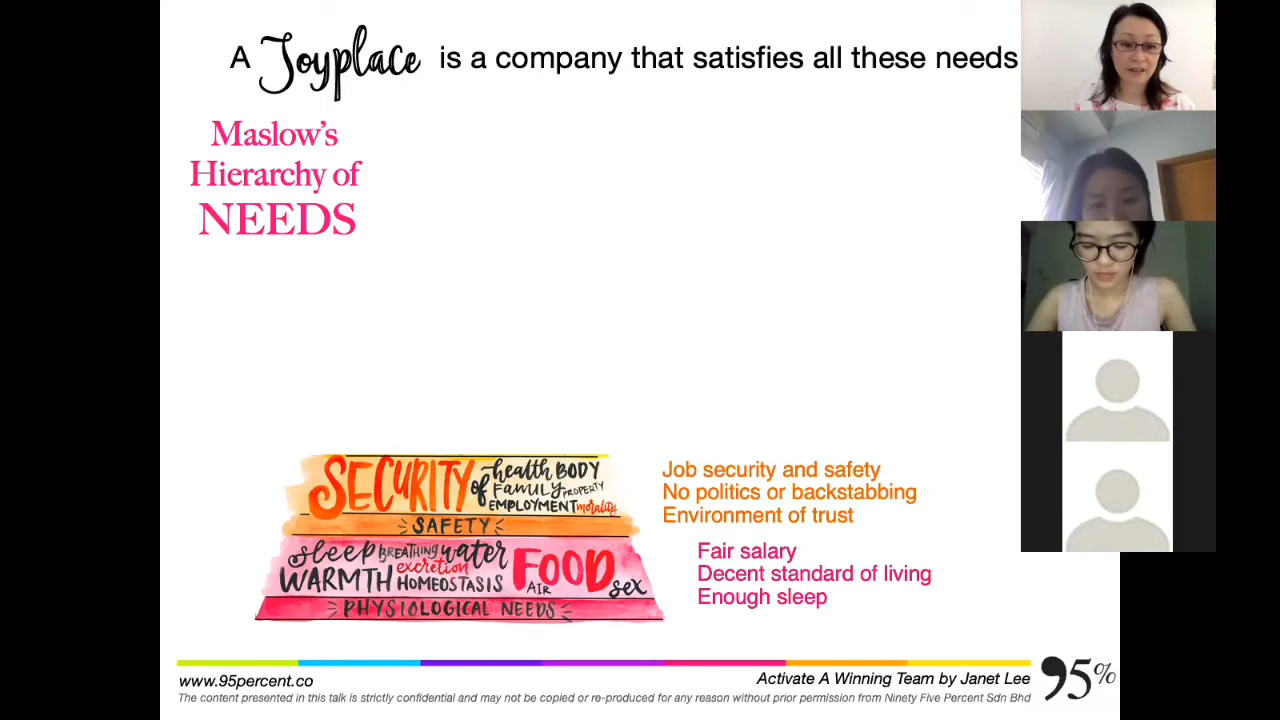 A Joyplace is a company that satisfies all these needs
Maslow's
Hierarchy of
NEEDS
SECURITY of health BODY
FAMILY PROPERTY
EMPLOYMENT morality
SAFETY
sleep BREATHING water FOOD
excretion
WARMTH HOMEOSTASIS AIR sex
PHYSIOLOGICAL NEEDS
Job security and safety
No politics or backstabbing
Environment of trust
Fair salary
Decent standard of living
Enough sleep
www.95percent.co
Activate A Winning Team by Janet Lee
The content presented in this talk is strictly confidential and may not be copied or re-produced for any reason without prior permission from Ninety Five Percent Sdn Bhd
95%